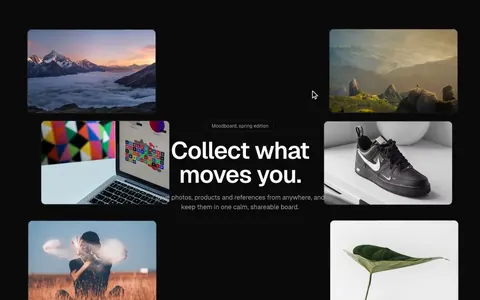 Moodboard, spring edition
Collect what
moves you.
photos, products and references from anywhere, and
keep them in one calm, shareable board.